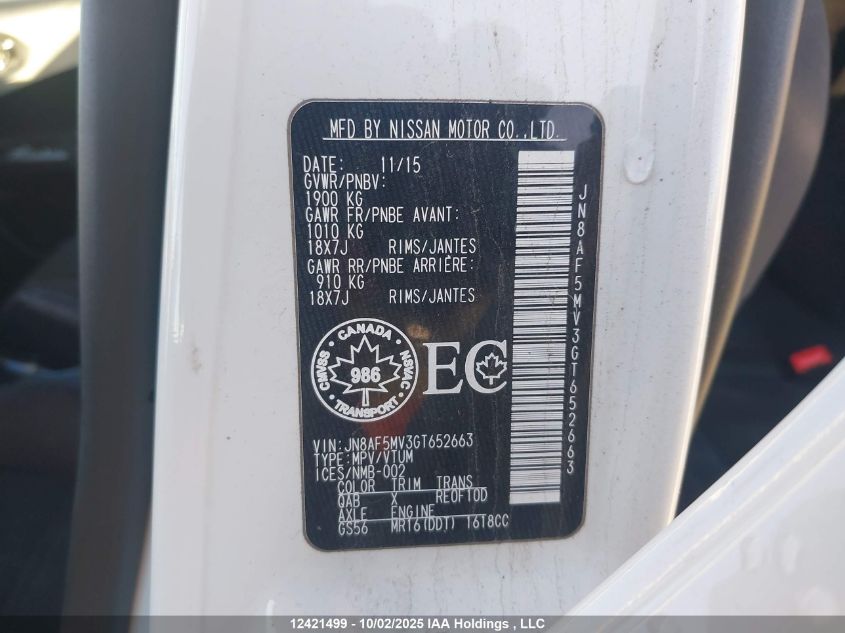 MFD BY NISSAN MOTOR CO.,LTD.
DATE: 11/15
GVWR/PNBV:
1900 KG
GAWR FR/PNBE AVANT:
1010 KG
18X7J RIMS/JANTES
GAWR RR/PNBE ARRIÈRE:
910 KG
18X7J RIMS/JANTES
CANADA
CMVSS 986 NSVAC
TRANSPORT
EC
VIN:JN8AF5MV3GT652663
TYPE:MPV/VTUM
ICES/NMB-002
COLOR TRIM TRANS
QAB X RE0F10D
AXLE ENGINE
GS56 MR16(DDT) 1618CC
JN8AF5MV3GT652663
12421499 - 10/02/2025 IAA Holdings , LLC